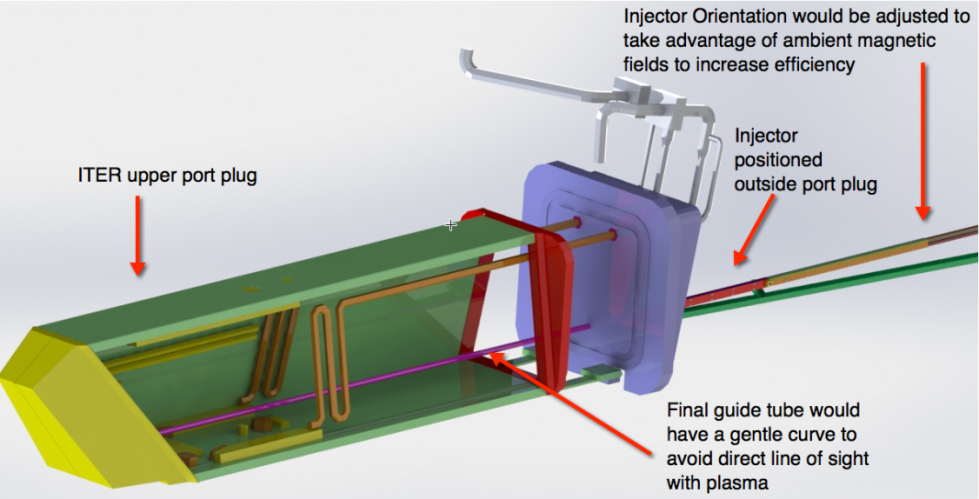 Injector Orientation would be adjusted to
take advantage of ambient magnetic
fields to increase efficiency
Injector
positioned
outside port plug
ITER upper port plug
Final guide tube would
have a gentle curve to
avoid direct line of sight
with plasma